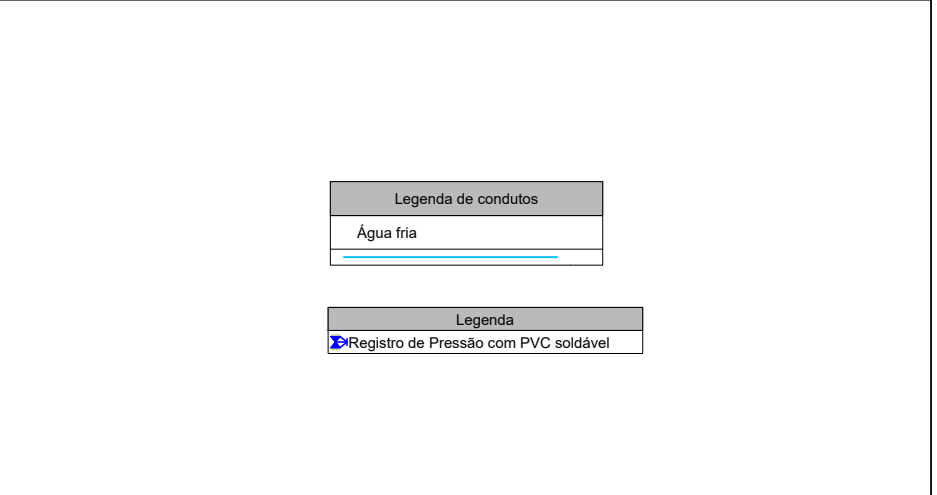 Legenda de condutos
Água fria
Legenda
Registro de Pressão com PVC soldável